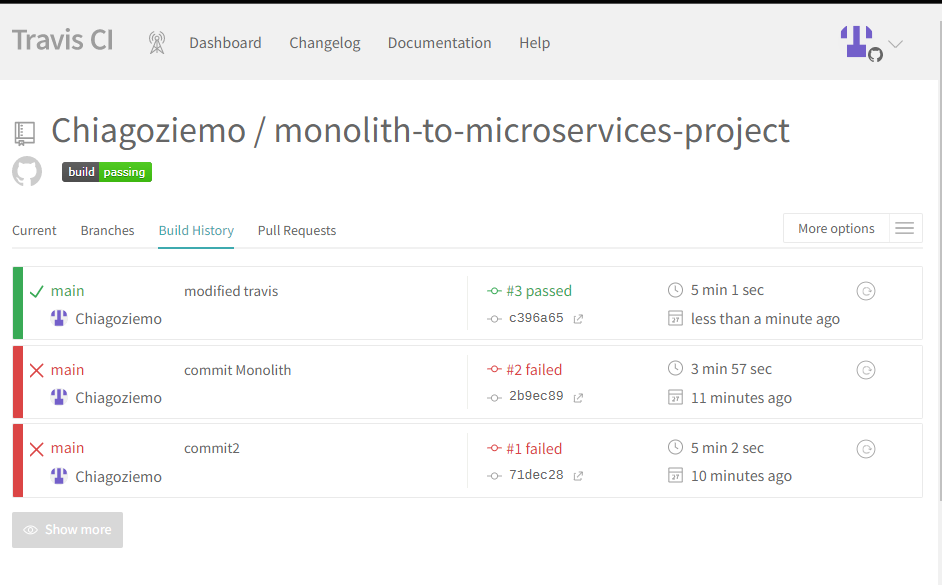 Travis CI Dashboard Changelog Documentation Help
Chiagoziemo / monolith-to-microservices-project
build passing
Current Branches Build History Pull Requests More options
main modified travis #3 passed 5 min 1 sec
Chiagoziemo c396a65 27 less than a minute ago
main commit Monolith #2 failed 3 min 57 sec
Chiagoziemo 2b9ec89 27 11 minutes ago
main commit2 #1 failed 5 min 2 sec
Chiagoziemo 71dec28 27 10 minutes ago
Show more